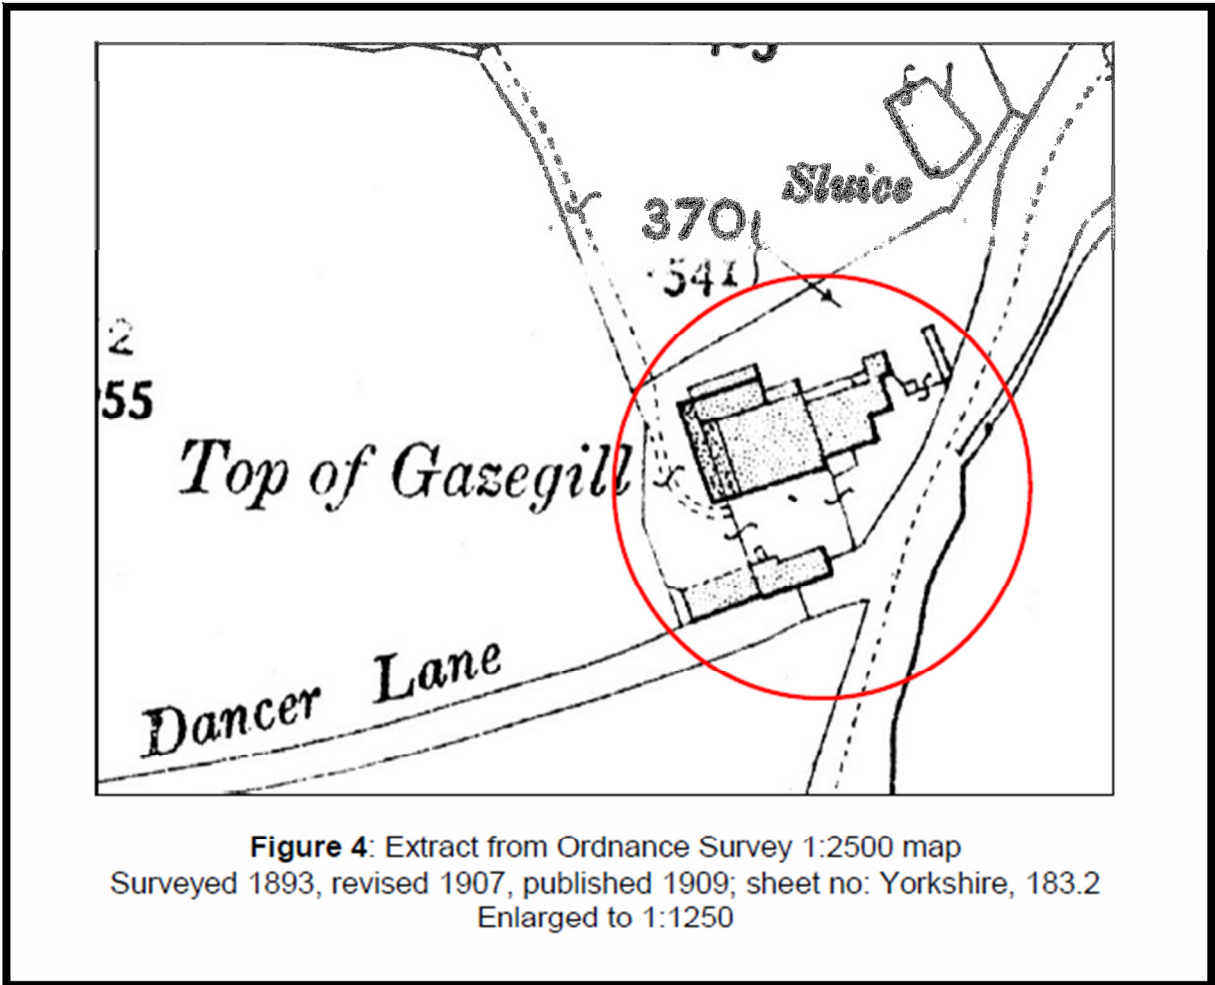 Sluice
370
·541
2
55
Top of Gazegill
Dancer Lane
Figure 4: Extract from Ordnance Survey 1:2500 map
Surveyed 1893, revised 1907, published 1909; sheet no: Yorkshire, 183.2
Enlarged to 1:1250